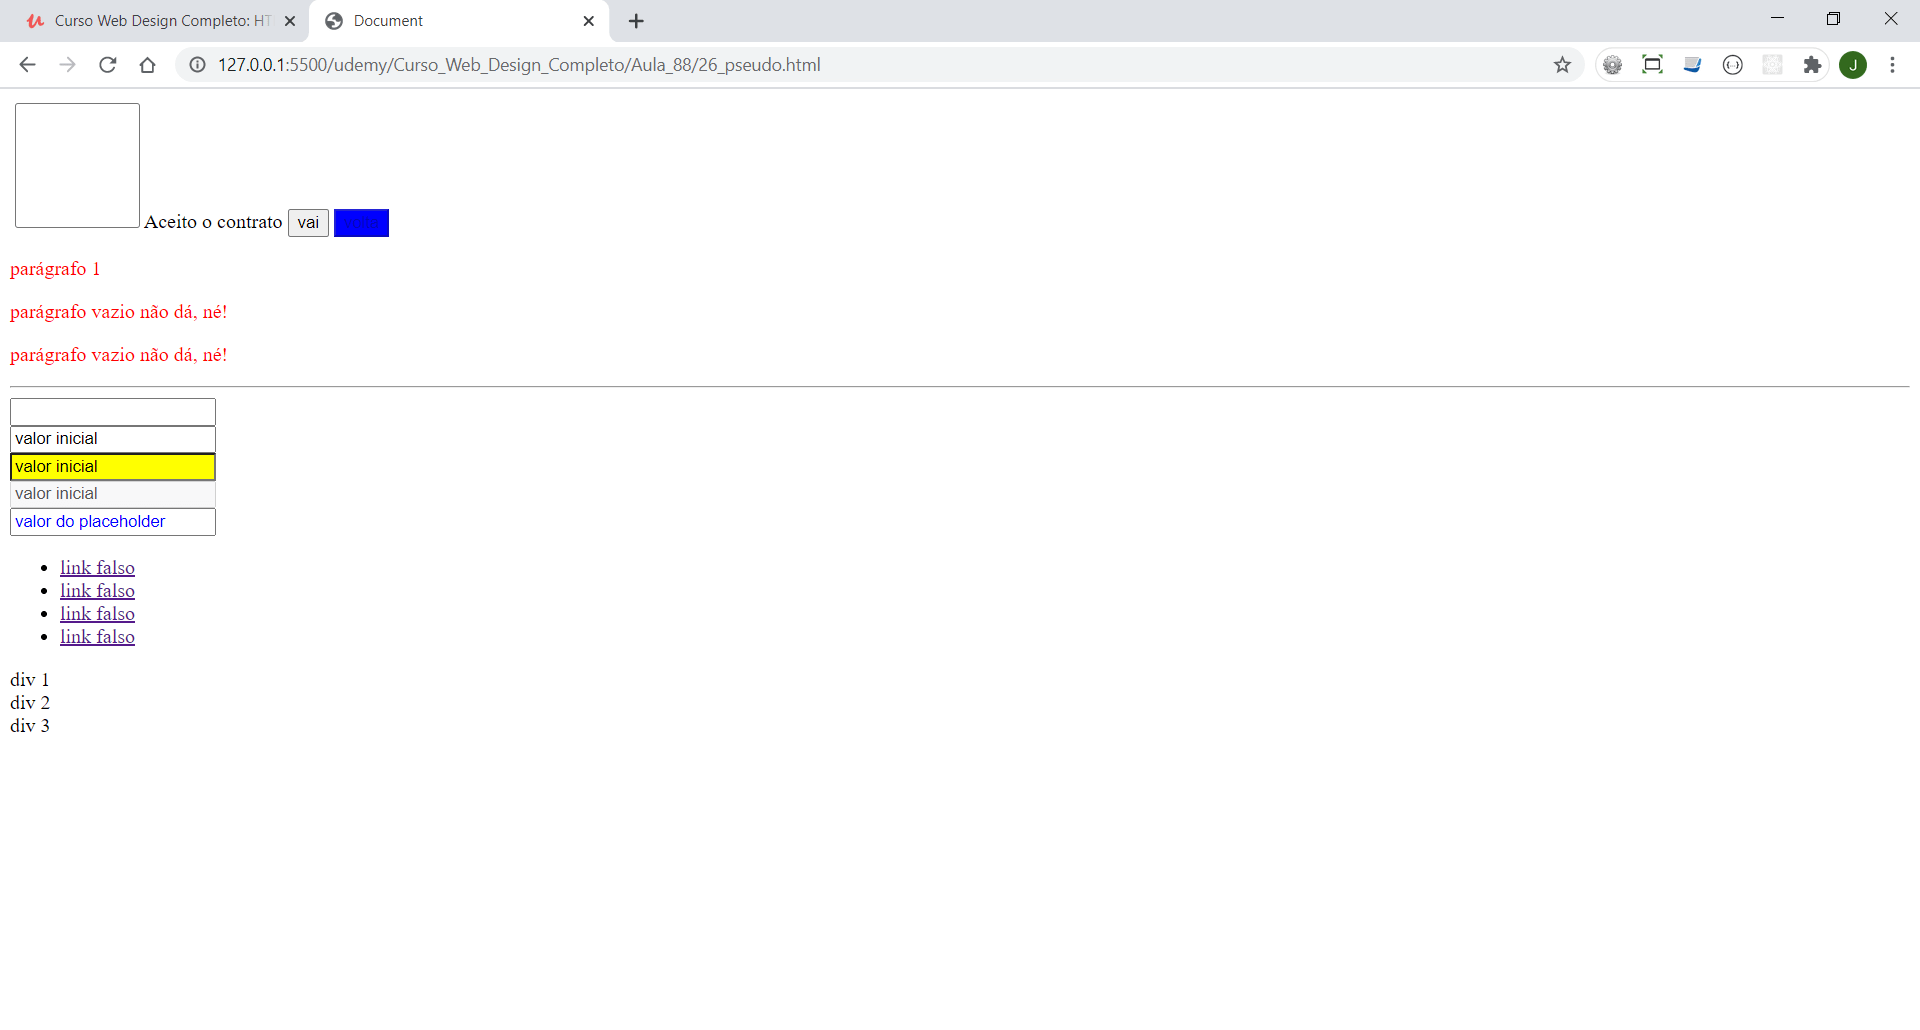 Curso Web Design Completo: HT
Document
127.0.0.1:5500/udemy/Curso_Web_Design_Completo/Aula_88/26_pseudo.html
J
Aceito o contrato vai
parágrafo 1
parágrafo vazio não dá, né!
parágrafo vazio não dá, né!
valor inicial
valor inicial
valor inicial
valor do placeholder
link falso
link falso
link falso
link falso
div 1
div 2
div 3